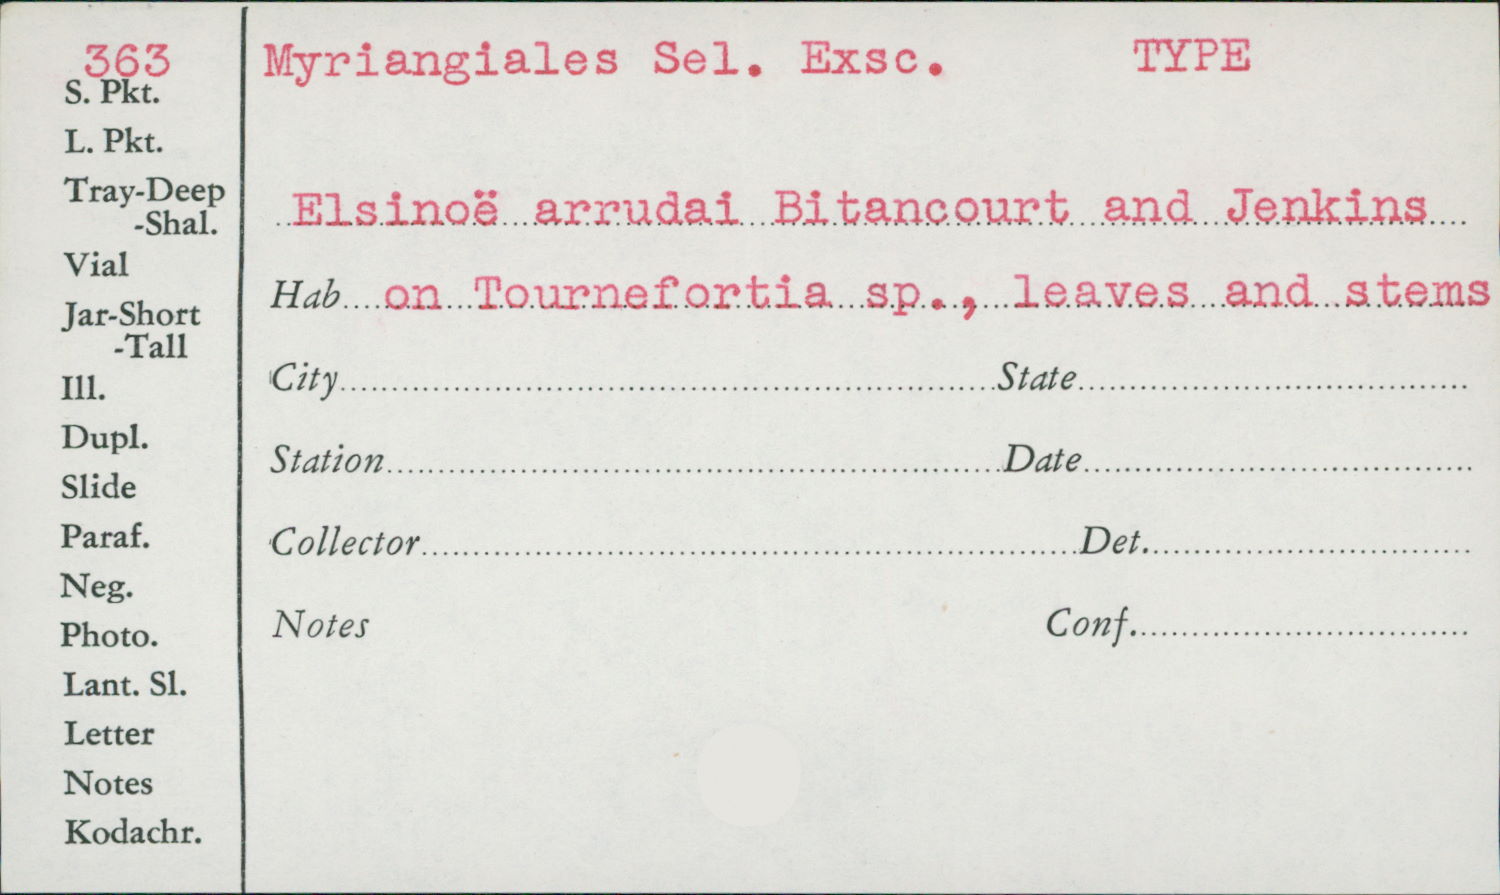 363
S. Pkt.
L. Pkt.
Tray-Deep
-Shal.
Vial
Jar-Short
-Tall
Ill.
Dupl.
Slide
Paraf.
Neg.
Photo.
Lant. Sl.
Letter
Notes
Kodachr.
Myriangiales Sel. Exsc. TYPE
Elsinoë arrudai Bitancourt and Jenkins
Hab on Tournefortia sp., leaves and stems
City State
Station Date
Collector Det.
Notes Conf.